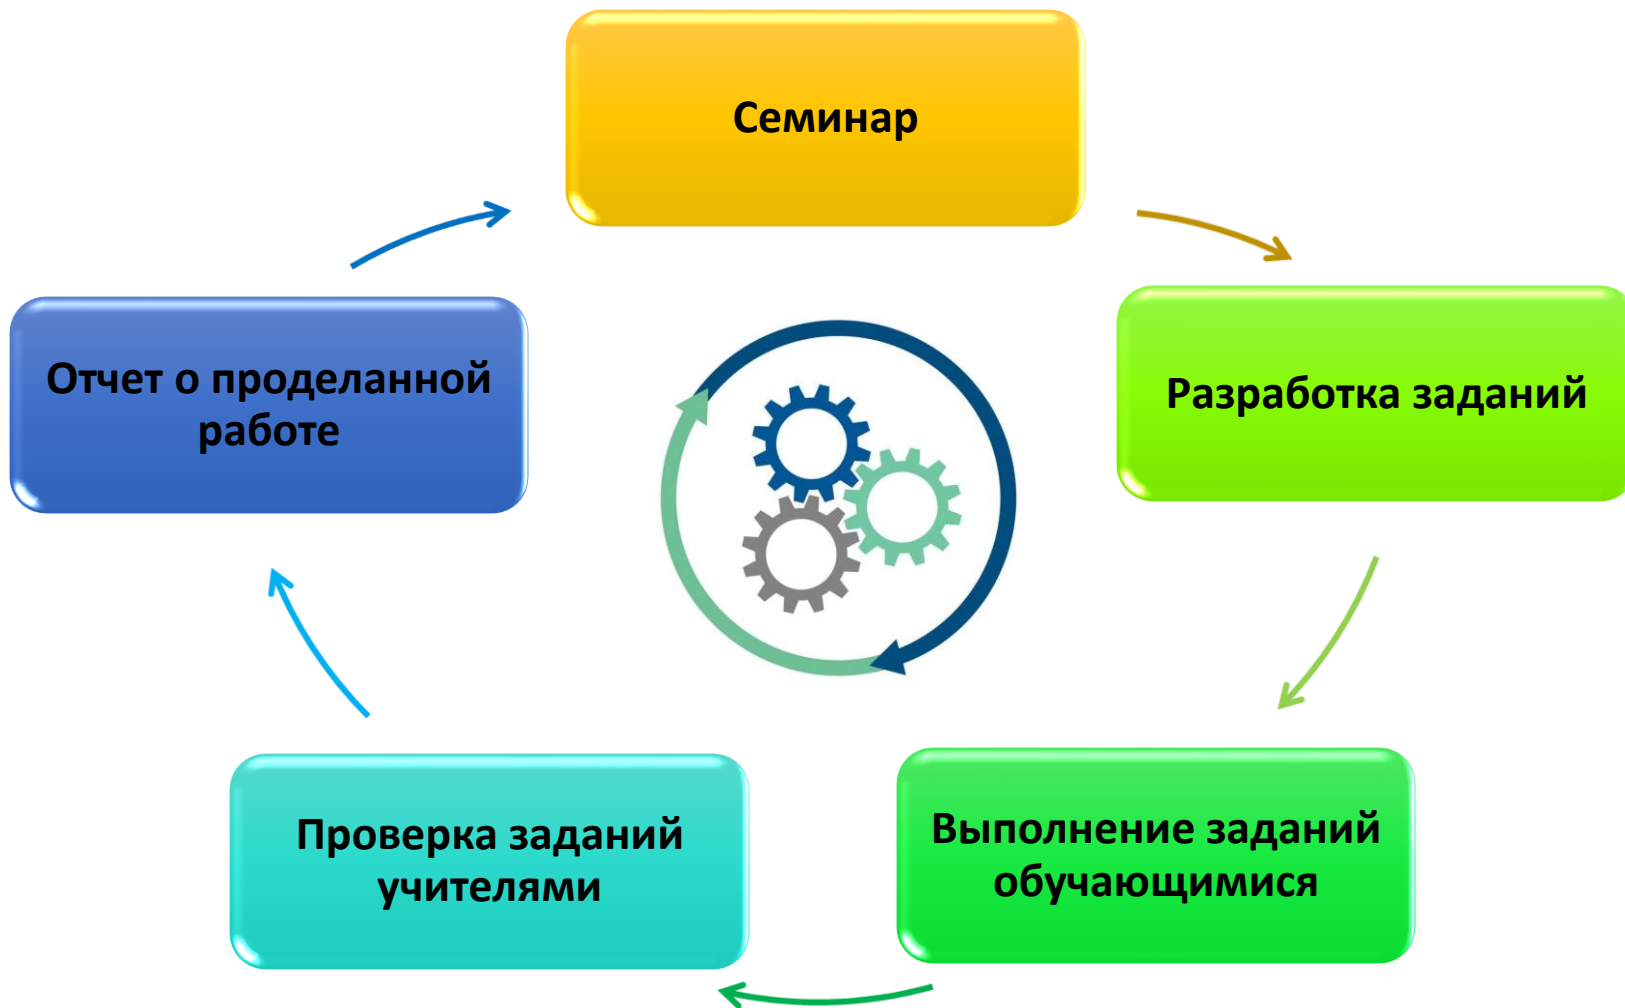 Семинар
Разработка заданий
Выполнение заданий
обучающимися
Проверка заданий
учителями
Отчет о проделанной
работе